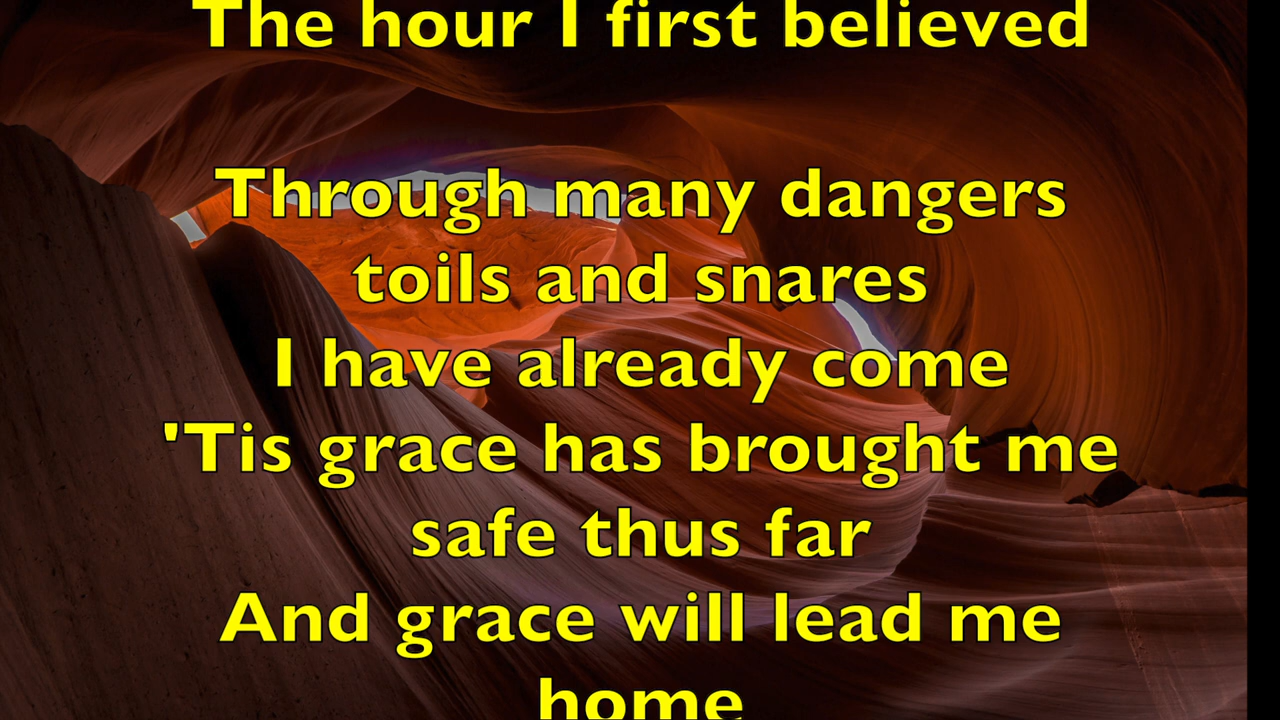 The hour I first believed
Through many dangers
toils and snares
I have already come
'Tis grace has brought me
safe thus far
And grace will lead me
home